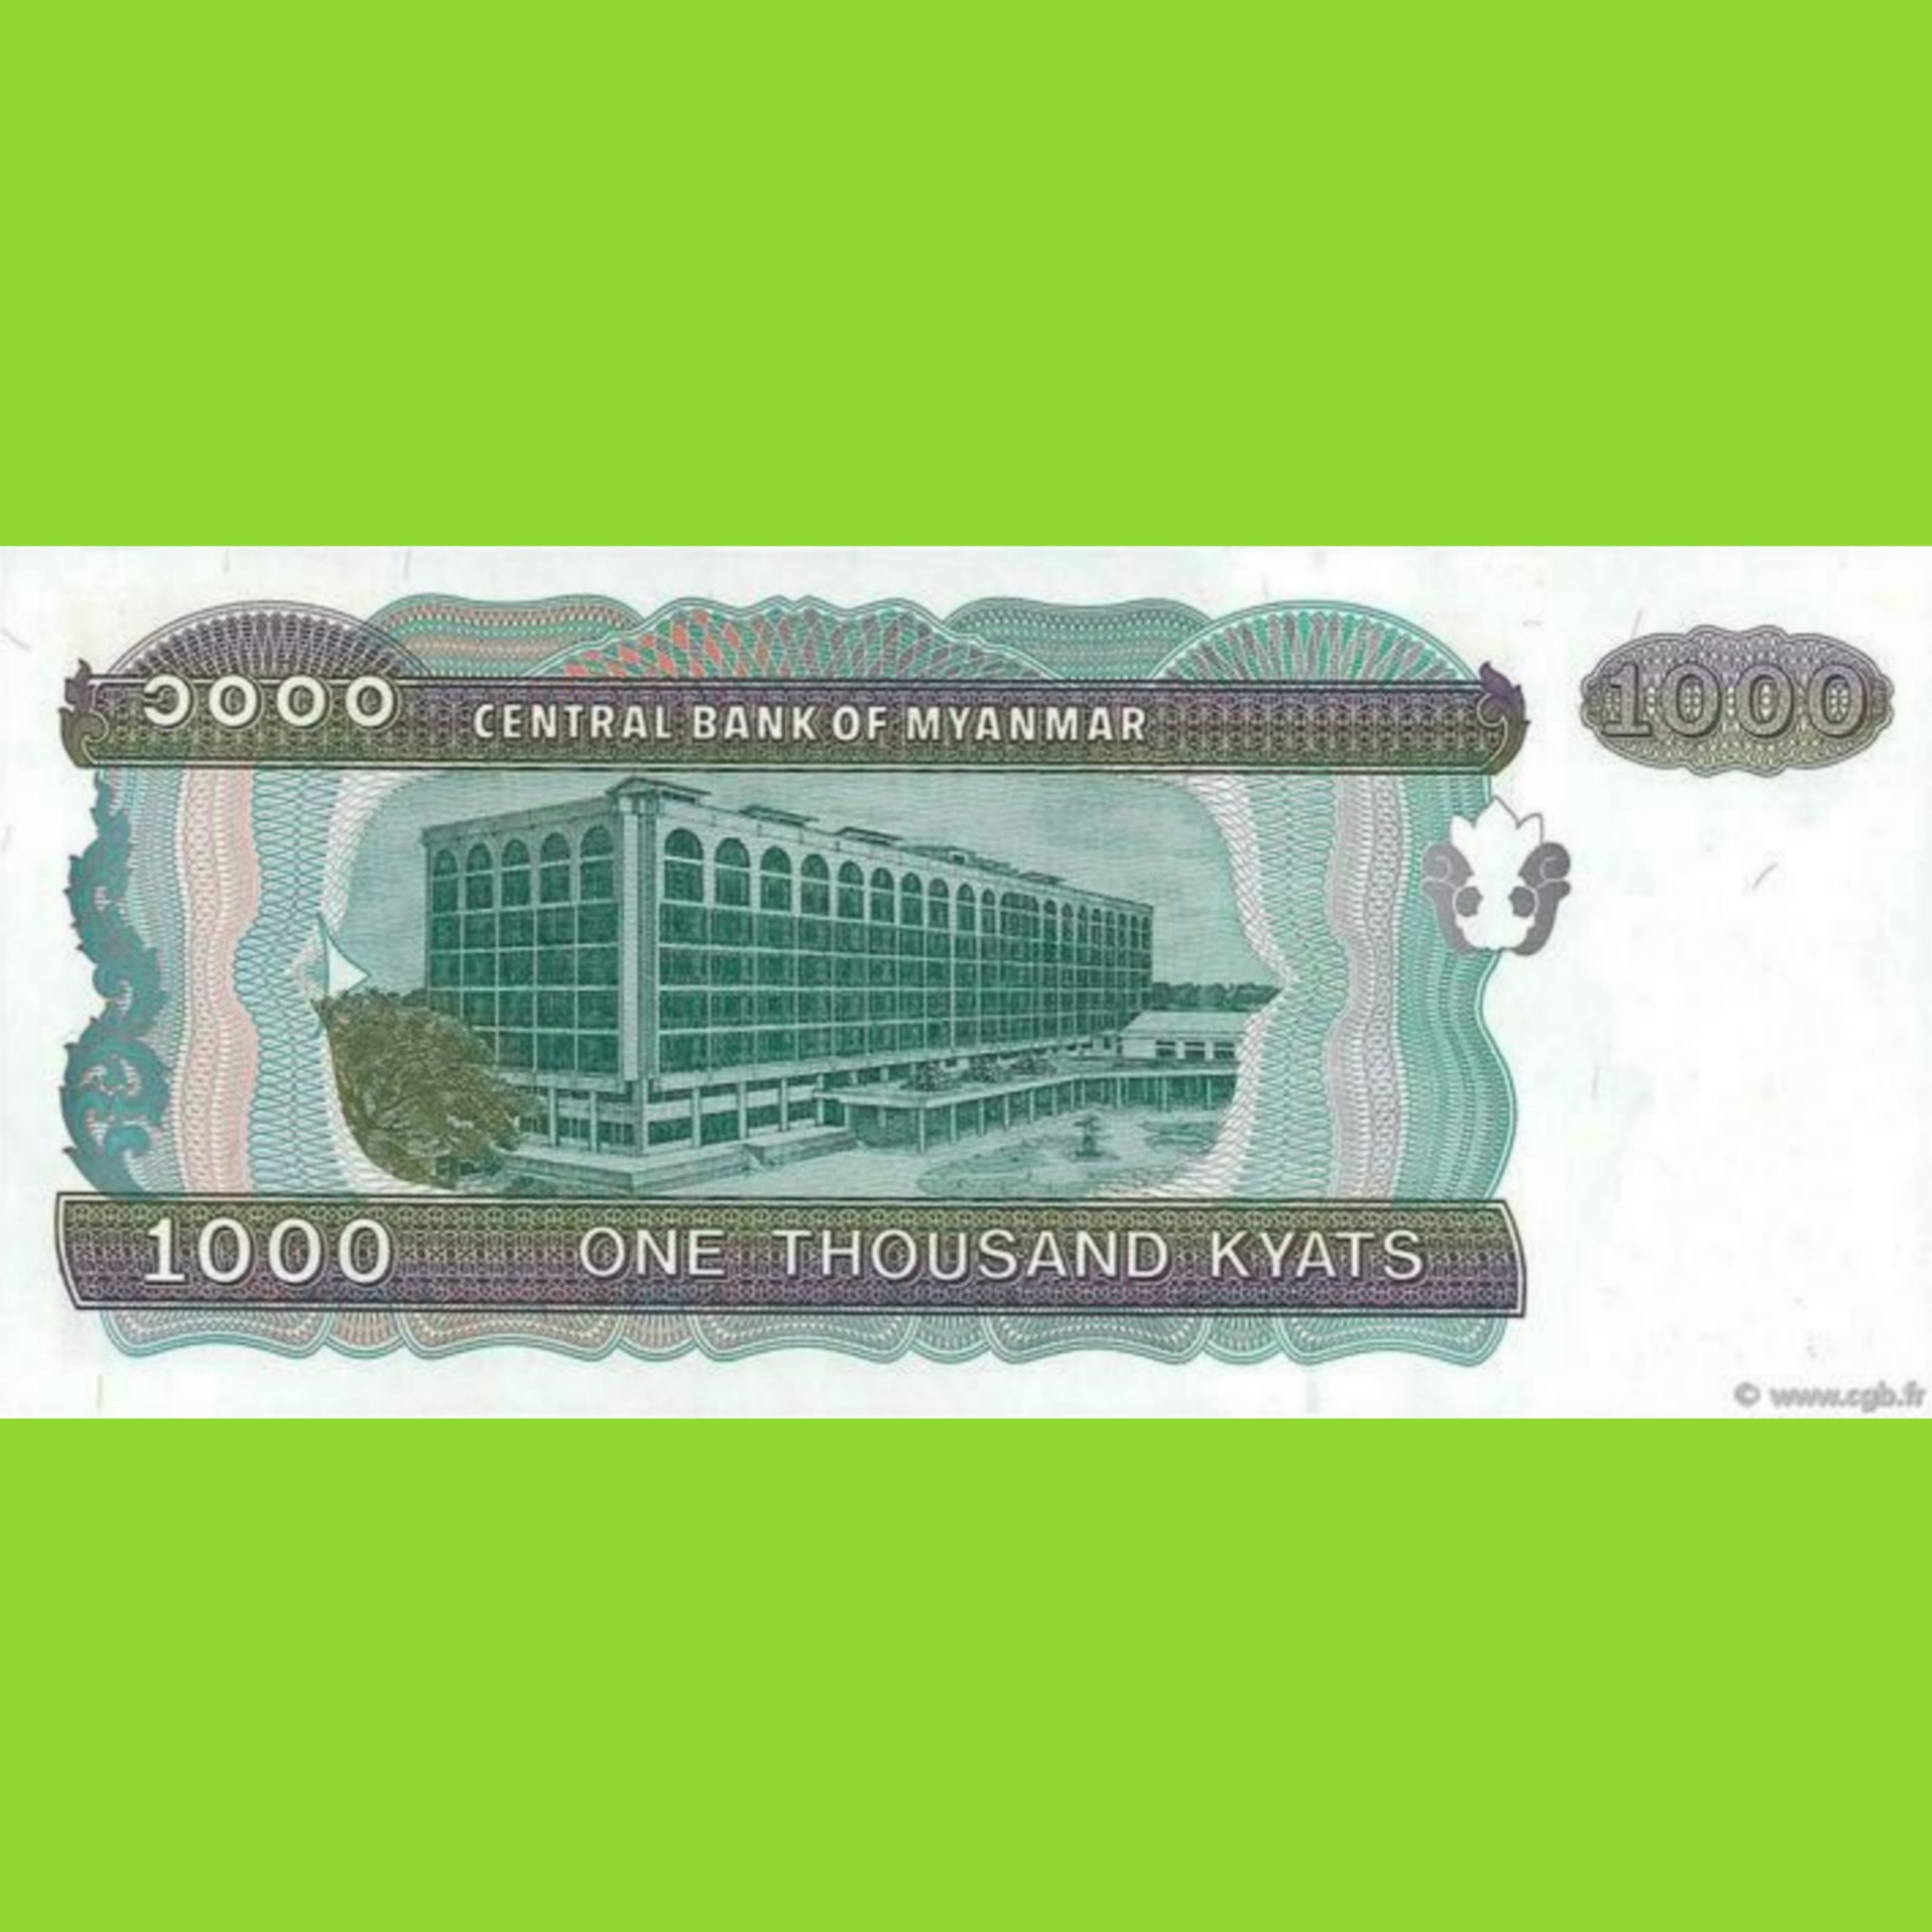 ၁၀၀၀ CENTRAL BANK OF MYANMAR
1000
1000 ONE THOUSAND KYATS
© www.cgb.fr